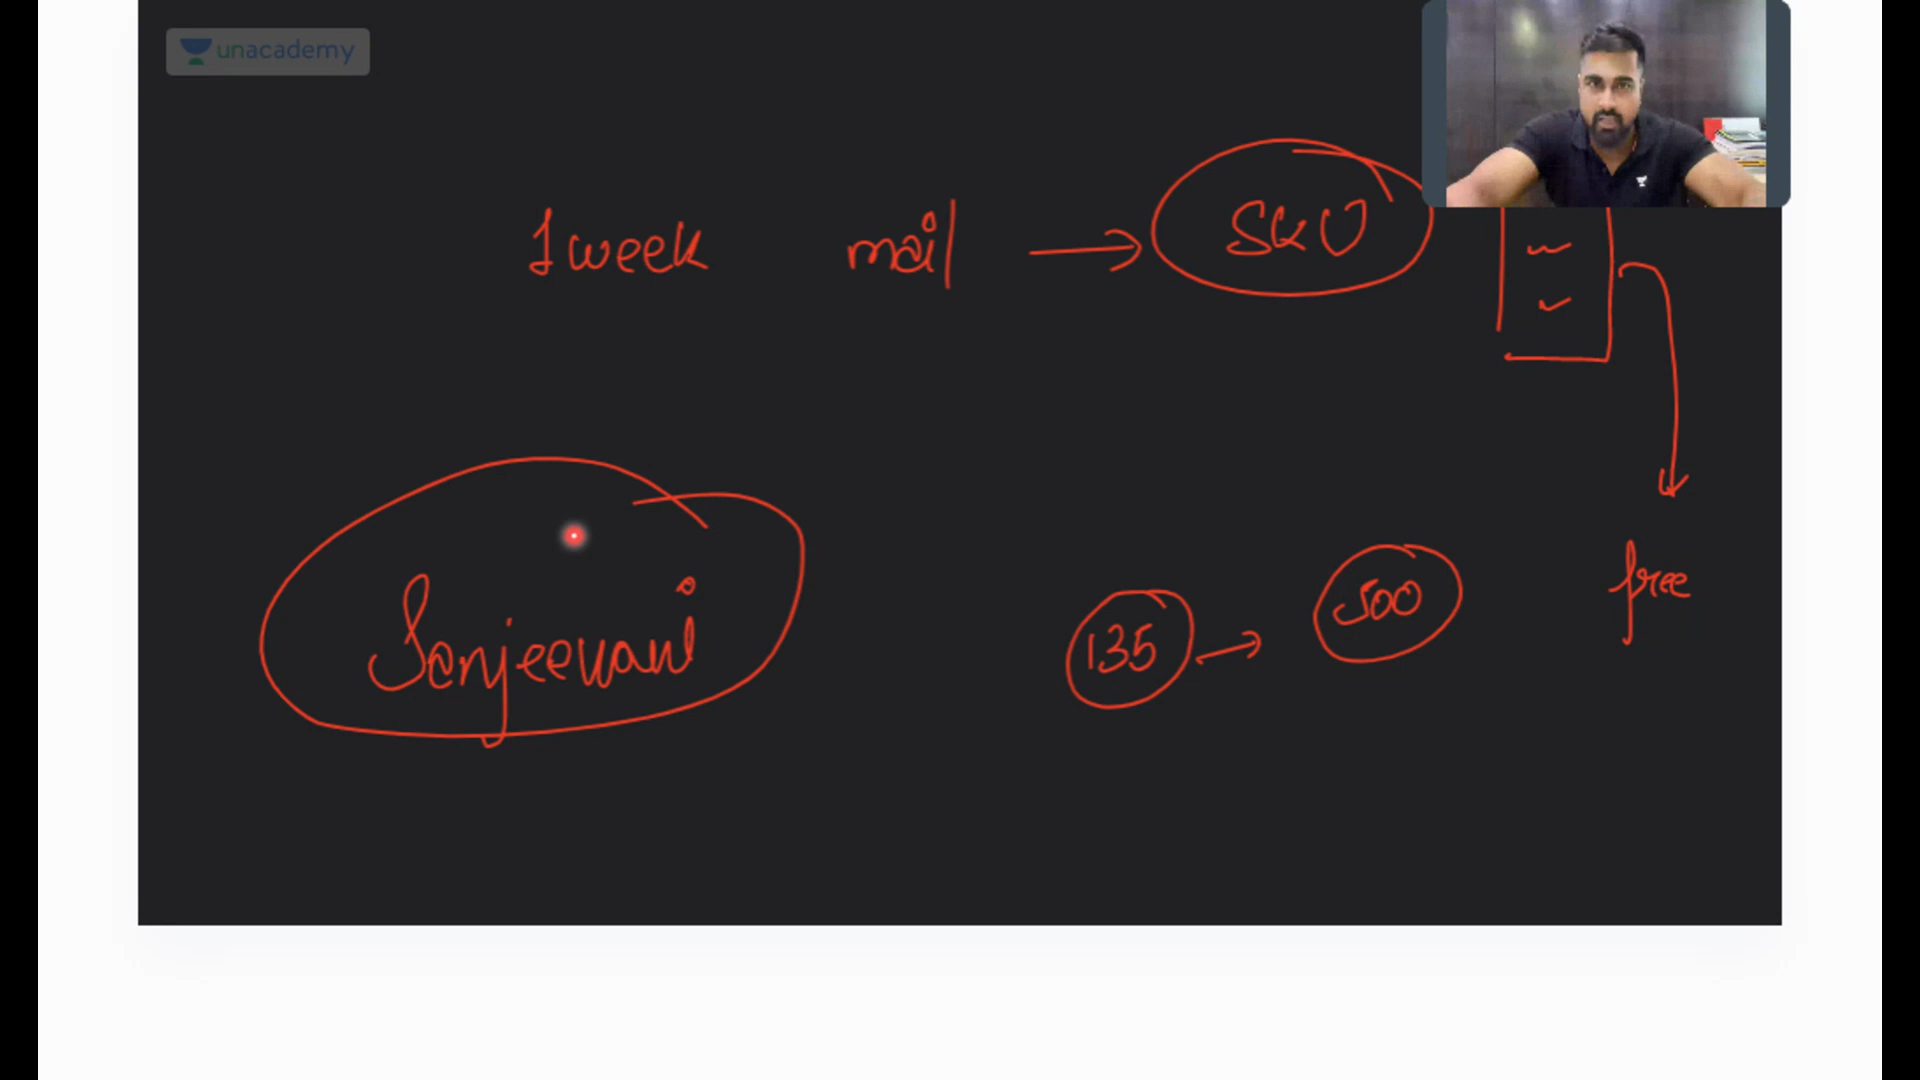 unacademy
1 week mail → SKU
Sanjeevani
135 → 500
free